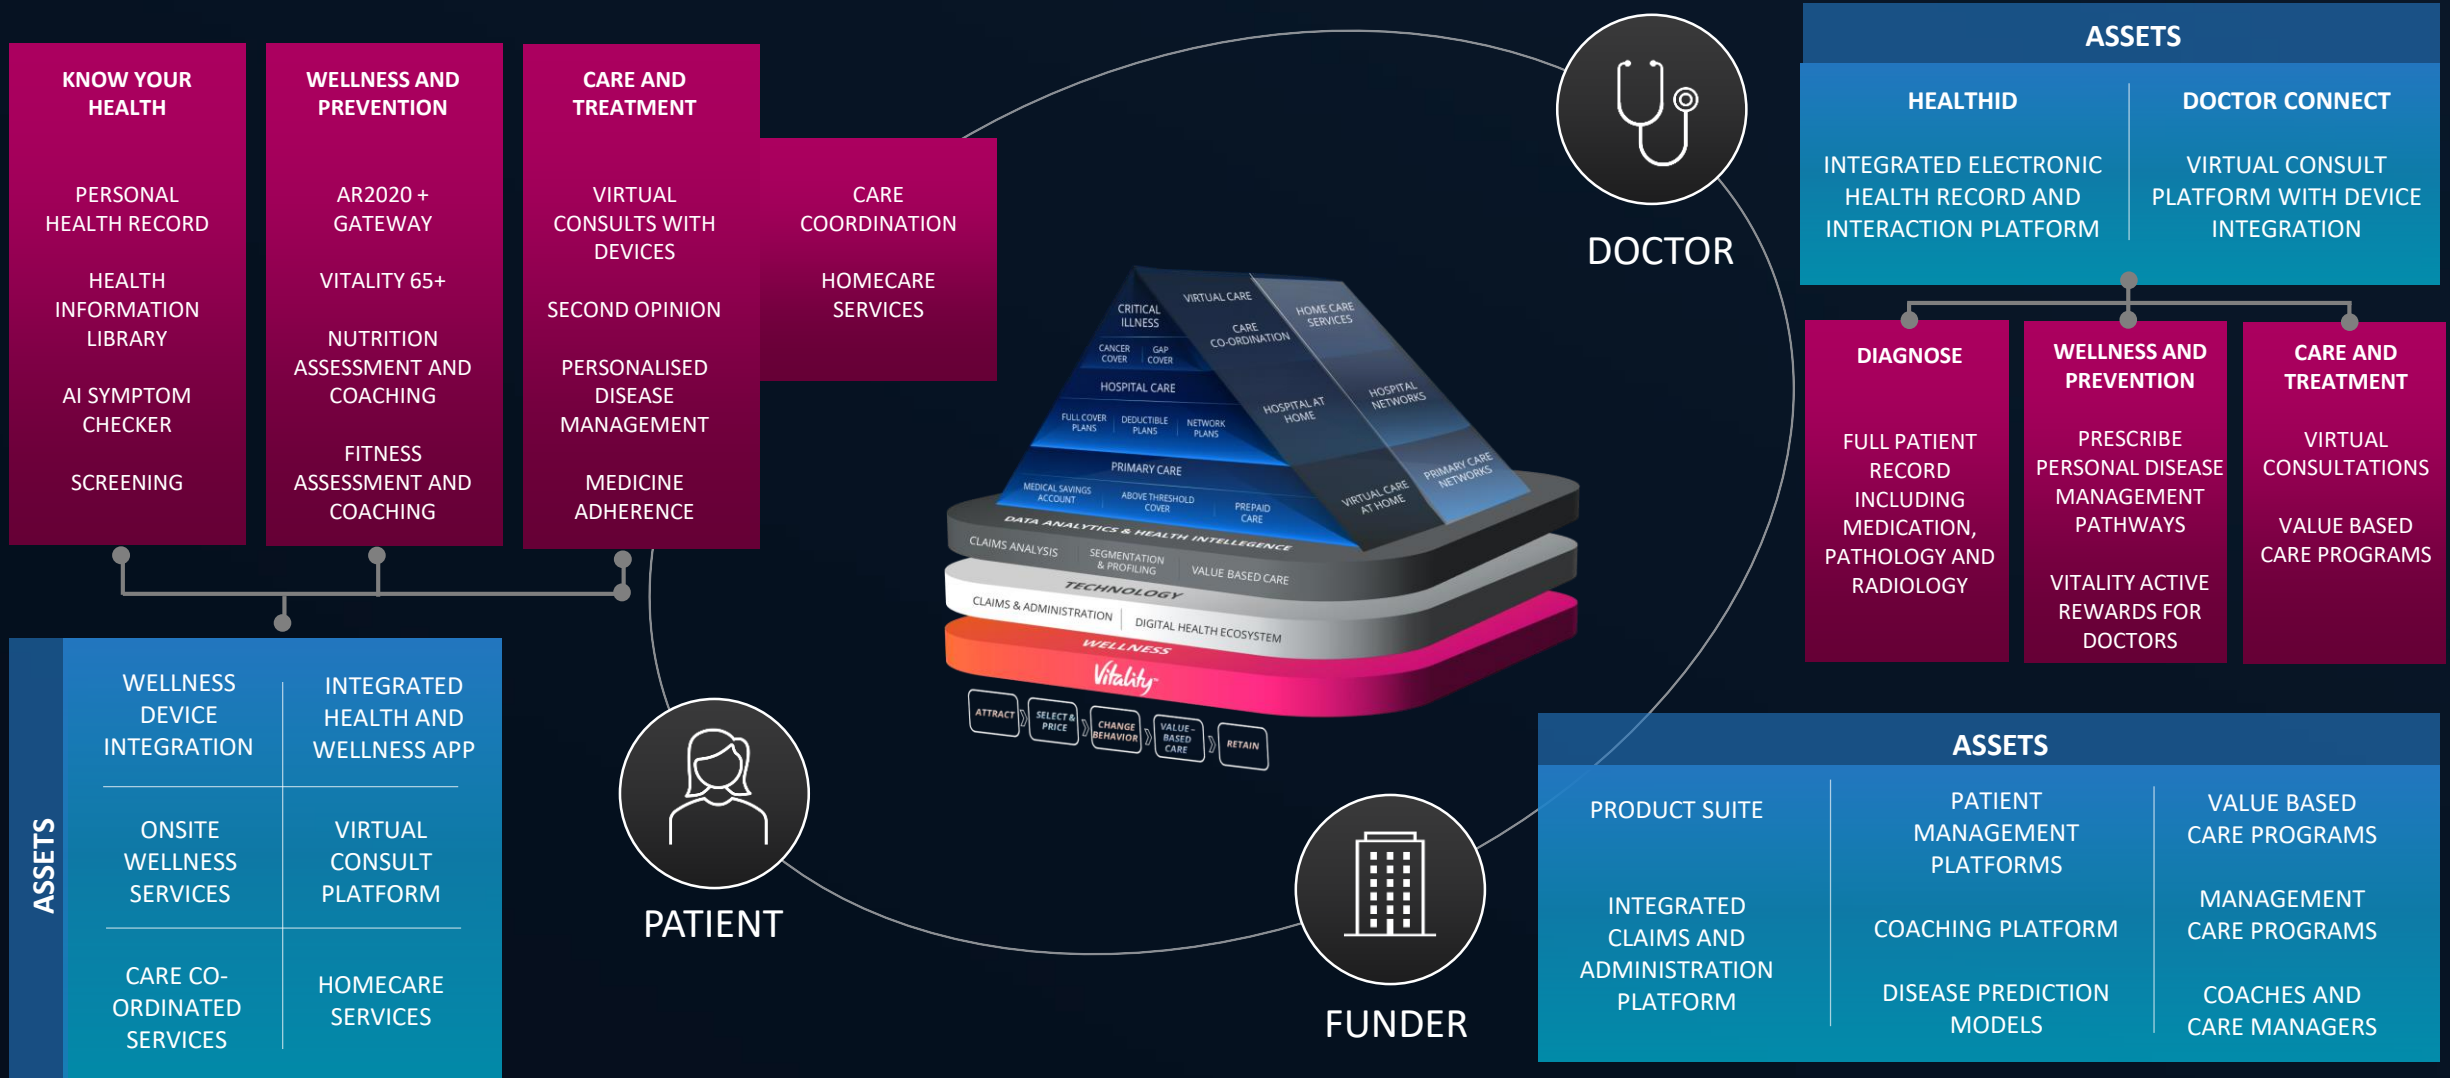 KNOW YOUR
HEALTH
PERSONAL
HEALTH RECORD
HEALTH
INFORMATION
LIBRARY
AI SYMPTOM
CHECKER
SCREENING
WELLNESS AND
PREVENTION
AR2020 +
GATEWAY
VITALITY 65+
NUTRITION
ASSESSMENT AND
COACHING
FITNESS
ASSESSMENT AND
COACHING
CARE AND
TREATMENT
VIRTUAL
CONSULTS WITH
DEVICES
SECOND OPINION
PERSONALISED
DISEASE
MANAGEMENT
MEDICINE
ADHERENCE
CARE
COORDINATION
HOMECARE
SERVICES
ASSETS
WELLNESS
DEVICE
INTEGRATION
INTEGRATED
HEALTH AND
WELLNESS APP
ONSITE
WELLNESS
SERVICES
VIRTUAL
CONSULT
PLATFORM
CARE CO-
ORDINATED
SERVICES
HOMECARE
SERVICES
PATIENT
CRITICAL
ILLNESS
CANCER
COVER
GAP
COVER
HOSPITAL CARE
FULL COVER
PLANS
DEDUCTIBLE
PLANS
NETWORK
PLANS
PRIMARY CARE
MEDICAL SAVINGS
ACCOUNT
ABOVE THRESHOLD
COVER
PREPAID
CARE
VIRTUAL CARE
CARE
CO-ORDINATION
HOME CARE
SERVICES
HOSPITAL AT
HOME
HOSPITAL
NETWORKS
VIRTUAL CARE
AT HOME
PRIMARY CARE
NETWORKS
DATA ANALYTICS & HEALTH INTELLEGENCE
CLAIMS ANALYSIS
SEGMENTATION
& PROFILING
VALUE BASED CARE
TECHNOLOGY
CLAIMS & ADMINISTRATION
DIGITAL HEALTH ECOSYSTEM
WELLNESS
Vitality
ATTRACT
SELECT &
PRICE
CHANGE
BEHAVIOR
VALUE –
BASED
CARE
RETAIN
DOCTOR
ASSETS
HEALTHID
INTEGRATED ELECTRONIC
HEALTH RECORD AND
INTERACTION PLATFORM
DOCTOR CONNECT
VIRTUAL CONSULT
PLATFORM WITH DEVICE
INTEGRATION
DIAGNOSE
FULL PATIENT
RECORD
INCLUDING
MEDICATION,
PATHOLOGY AND
RADIOLOGY
WELLNESS AND
PREVENTION
PRESCRIBE
PERSONAL DISEASE
MANAGEMENT
PATHWAYS
VITALITY ACTIVE
REWARDS FOR
DOCTORS
CARE AND
TREATMENT
VIRTUAL
CONSULTATIONS
VALUE BASED
CARE PROGRAMS
FUNDER
ASSETS
PRODUCT SUITE
INTEGRATED
CLAIMS AND
ADMINISTRATION
PLATFORM
PATIENT
MANAGEMENT
PLATFORMS
COACHING PLATFORM
DISEASE PREDICTION
MODELS
VALUE BASED
CARE PROGRAMS
MANAGEMENT
CARE PROGRAMS
COACHES AND
CARE MANAGERS